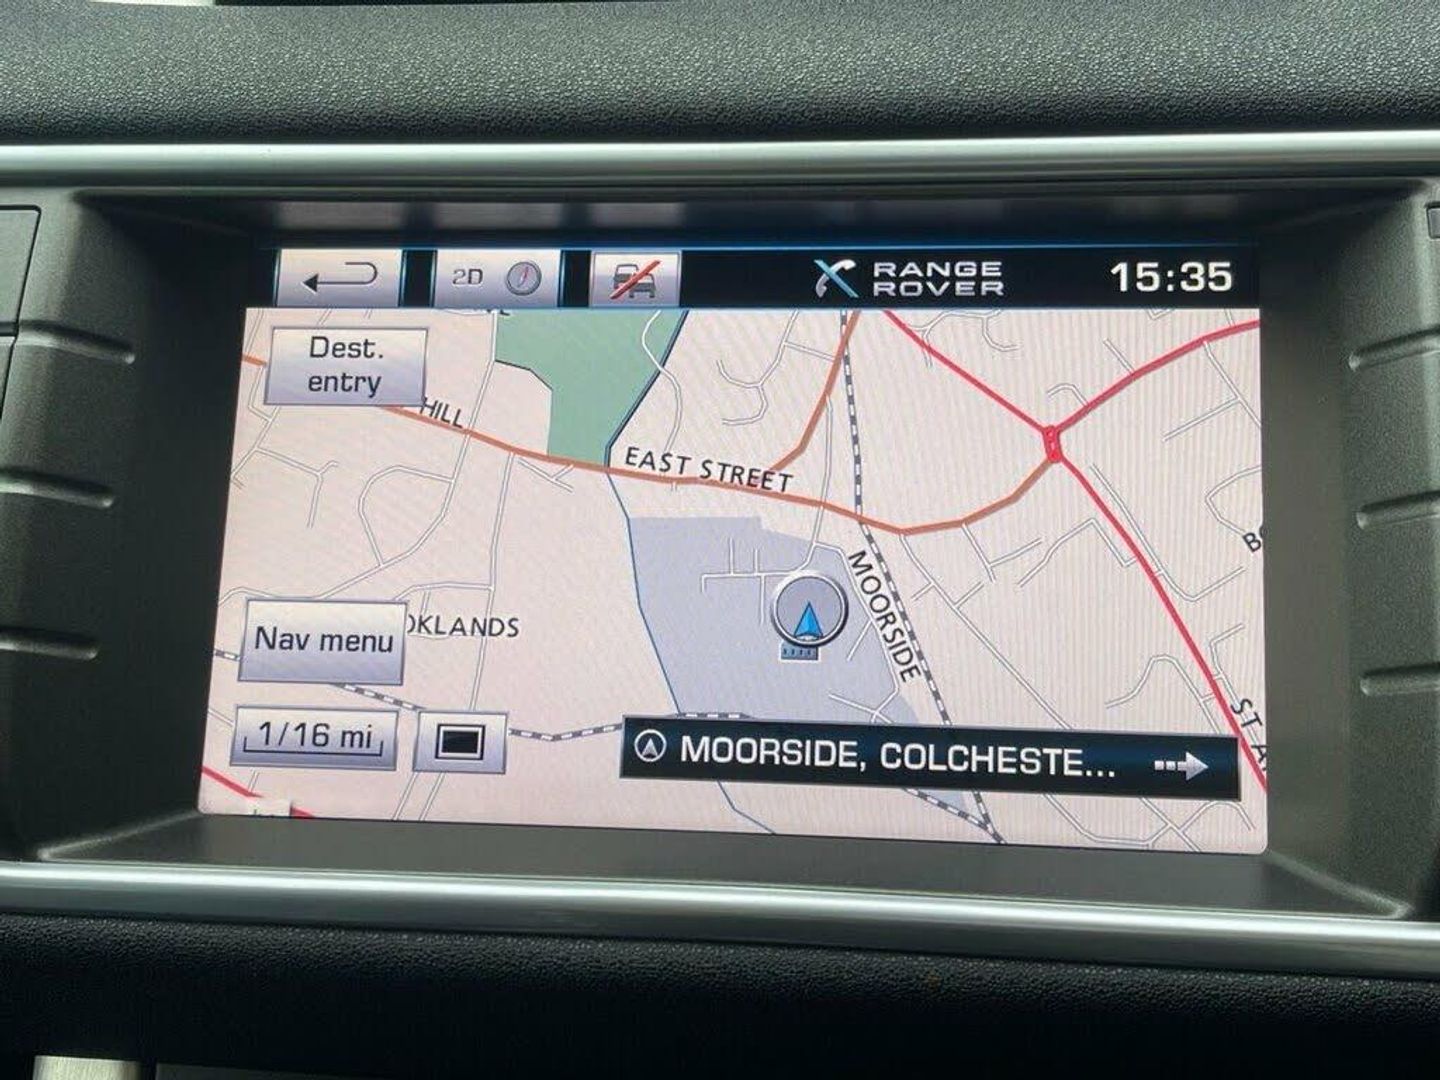 2D
RANGE
ROVER
15:35
Dest.
entry
HILL
EAST STREET
MOORSIDE
OKLANDS
Nav menu
1/16 mi
MOORSIDE, COLCHESTE...
ST